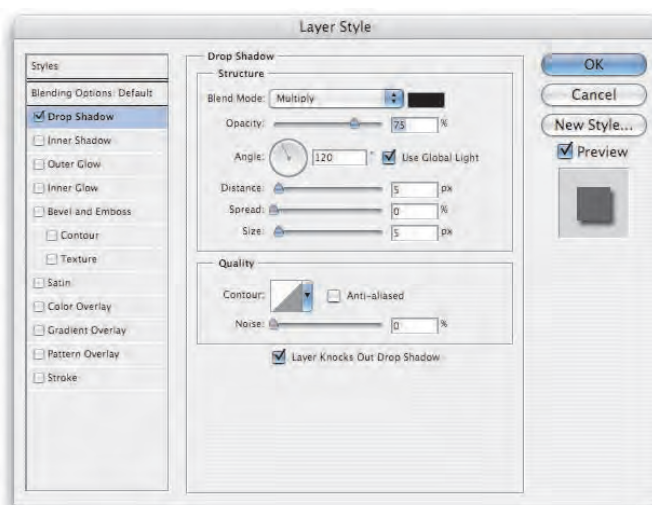 Layer Style
Styles
Blending Options: Default
Drop Shadow
Inner Shadow
Outer Glow
Inner Glow
Bevel and Emboss
Contour
Texture
Satin
Color Overlay
Gradient Overlay
Pattern Overlay
Stroke
Drop Shadow
Structure
Blend Mode: Multiply
Opacity: 75 %
Angle: 120 ° Use Global Light
Distance: 5 px
Spread: 0 %
Size: 5 px
Quality
Contour: Anti-aliased
Noise: 0 %
Layer Knocks Out Drop Shadow
OK
Cancel
New Style...
Preview